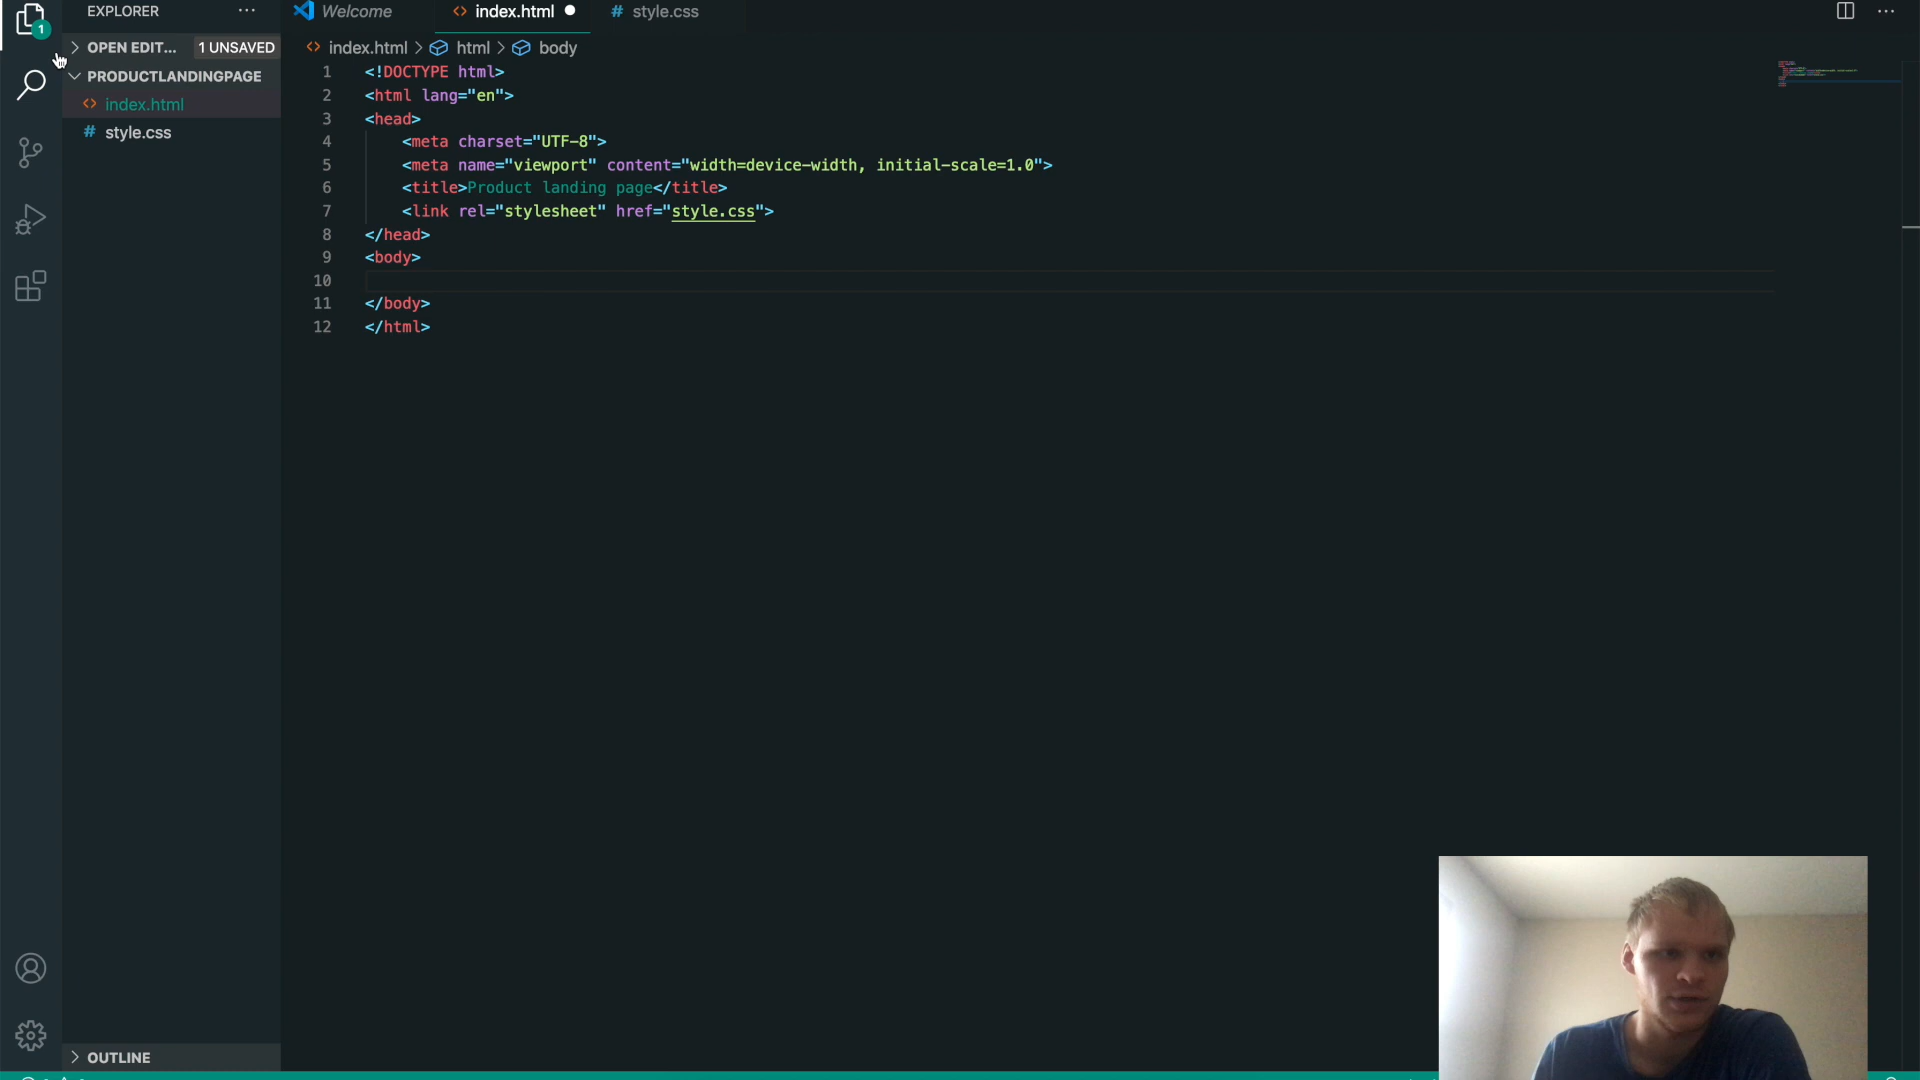 EXPLORER
Welcome
index.html
# style.css
1
OPEN EDIT...
1 UNSAVED
index.html > html > body
PRODUCTLANDINGPAGE
index.html
# style.css
1 <!DOCTYPE html>
2 <html lang="en">
3 <head>
4 <meta charset="UTF-8">
5 <meta name="viewport" content="width=device-width, initial-scale=1.0">
6 <title>Product landing page</title>
7 <link rel="stylesheet" href="style.css">
8 </head>
9 <body>
10
11 </body>
12 </html>
OUTLINE